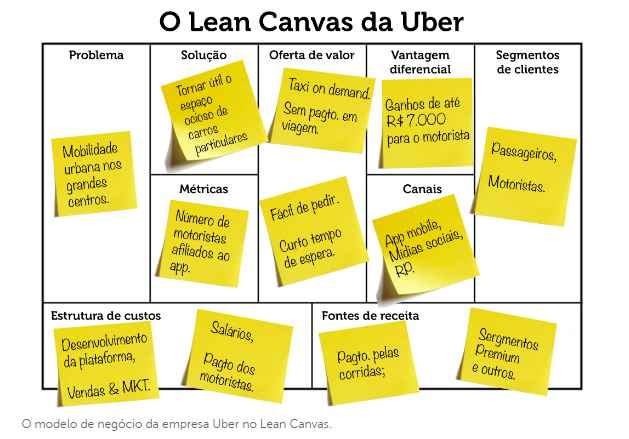 O Lean Canvas da Uber
Problema
Mobilidade
urbana nos
grandes
centros.
Solução
Tornar útil o
espaço
ocioso de
carros
particulares
Métricas
Número de
motoristas
afiliados ao
app.
Oferta de valor
Taxi on demand.
Sem pagto. em
viagem.
Fácil de pedir.
Curto tempo
de espera.
Vantagem
diferencial
Ganhos de até
R$ 7.000
para o motorista
Canais
App mobile,
Mídias sociais,
RP.
Segmentos
de clientes
Passageiros,
Motoristas.
Estrutura de custos
Desenvolvimento
da plataforma,
Vendas & MKT.
Salários,
Pagto dos
motoristas.
Fontes de receita
Pagto. pelas
corridas;
Sergmentos
Premium
e outros.
O modelo de negócio da empresa Uber no Lean Canvas.